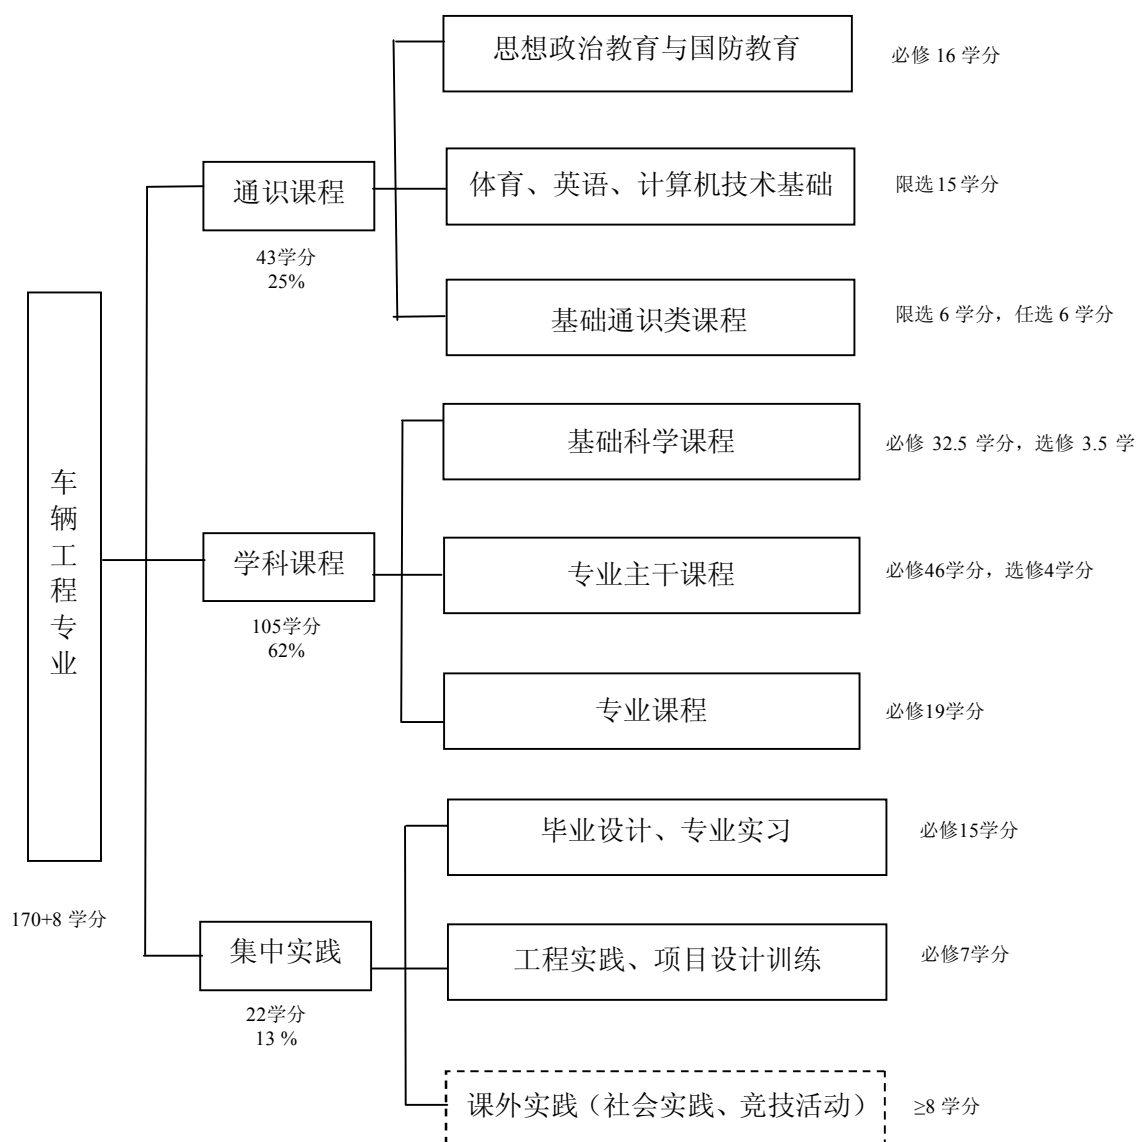 思想政治教育与国防教育
必修 16 学分
通识课程
43学分
25%
体育、英语、计算机技术基础
限选 15 学分
基础通识类课程
限选 6 学分，任选 6 学分
车辆工程专业
170+8 学分
基础科学课程
必修 32.5 学分，选修 3.5 学
学科课程
105学分
62%
专业主干课程
必修46学分，选修4学分
专业课程
必修19学分
毕业设计、专业实习
必修15学分
集中实践
22学分
13 %
工程实践、项目设计训练
必修7学分
课外实践（社会实践、竞技活动）
≥8 学分